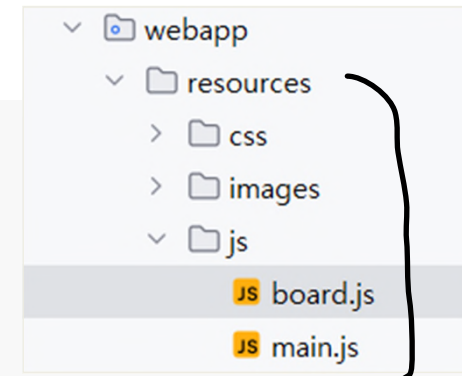 webapp
resources
css
images
js
JS board.js
JS main.js